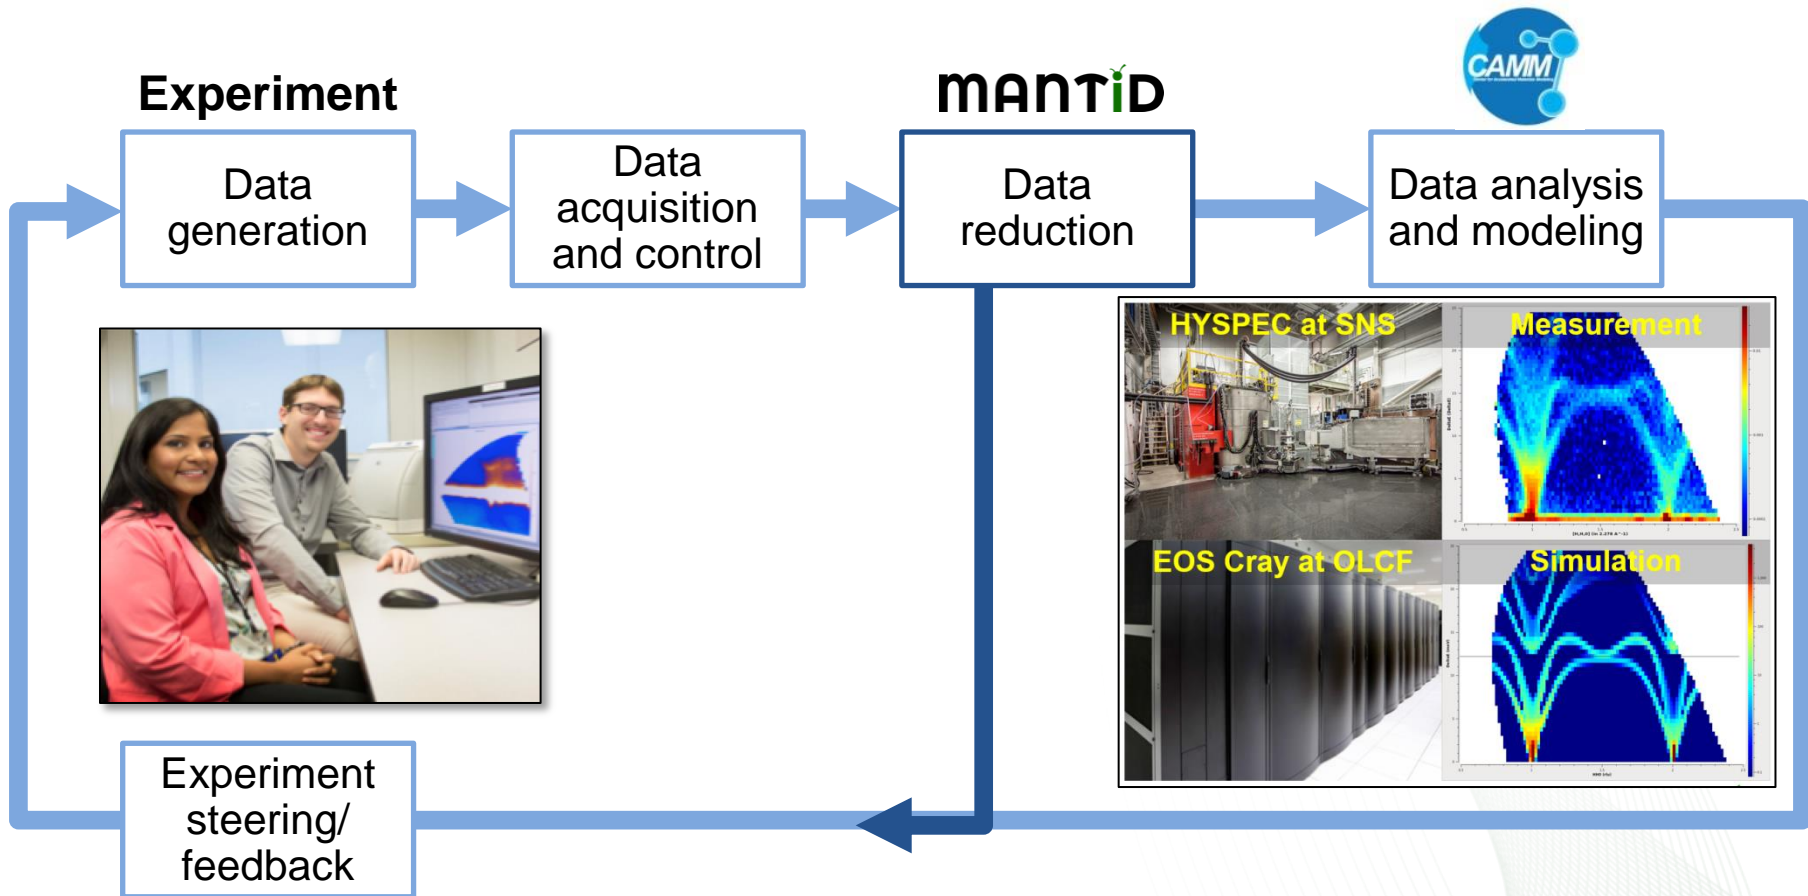 Experiment
MANTiD
CAMM
Data
generation
Data
acquisition
and control
Data
reduction
Data analysis
and modeling
HYSPEC at SNS
Measurement
EOS Cray at OLCF
Simulation
Experiment
steering/
feedback